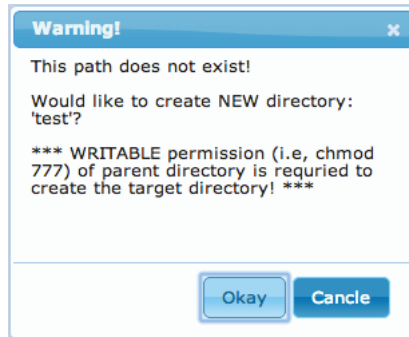 Warning!
This path does not exist!
Would like to create NEW directory:
'test'?
*** WRITABLE permission (i.e, chmod
777) of parent directory is requried to
create the target directory! ***
Okay
Cancle